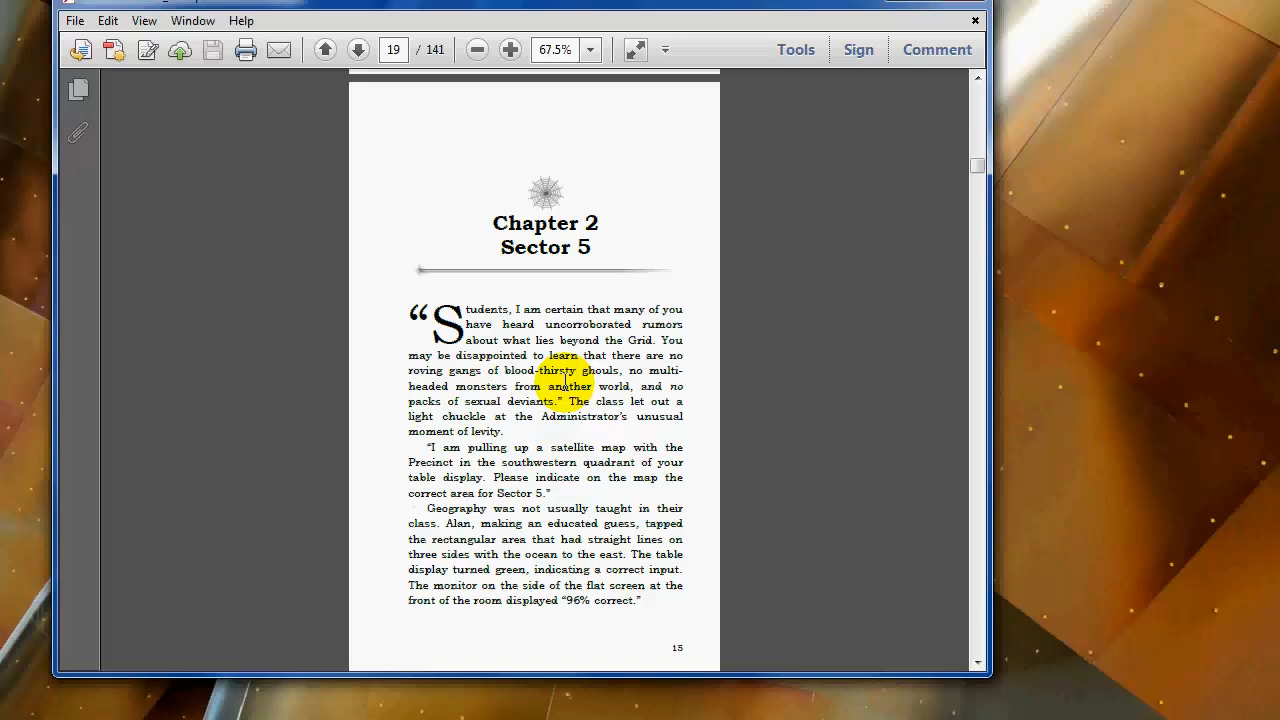 File Edit View Window Help
19 / 141 67.5% Tools Sign Comment
Chapter 2
Sector 5
“Students, I am certain that many of you
have heard uncorroborated rumors
about what lies beyond the Grid. You
may be disappointed to learn that there are no
roving gangs of blood-thirsty ghouls, no multi-
headed monsters from another world, and no
packs of sexual deviants.” The class let out a
light chuckle at the Administrator’s unusual
moment of levity.
“I am pulling up a satellite map with the
Precinct in the southwestern quadrant of your
table display. Please indicate on the map the
correct area for Sector 5.”
Geography was not usually taught in their
class. Alan, making an educated guess, tapped
the rectangular area that had straight lines on
three sides with the ocean to the east. The table
display turned green, indicating a correct input.
The monitor on the side of the flat screen at the
front of the room displayed “96% correct.”
15